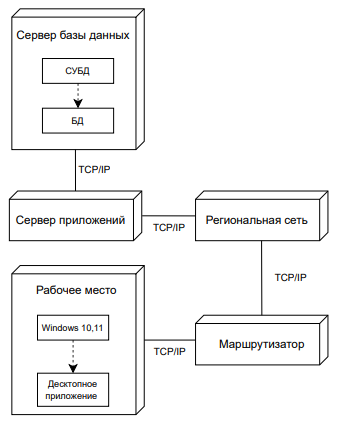 Сервер базы данных
СУБД
БД
TCP/IP
Сервер приложений
TCP/IP
Региональная сеть
TCP/IP
Рабочее место
Windows 10,11
TCP/IP
Маршрутизатор
Десктопное
приложение